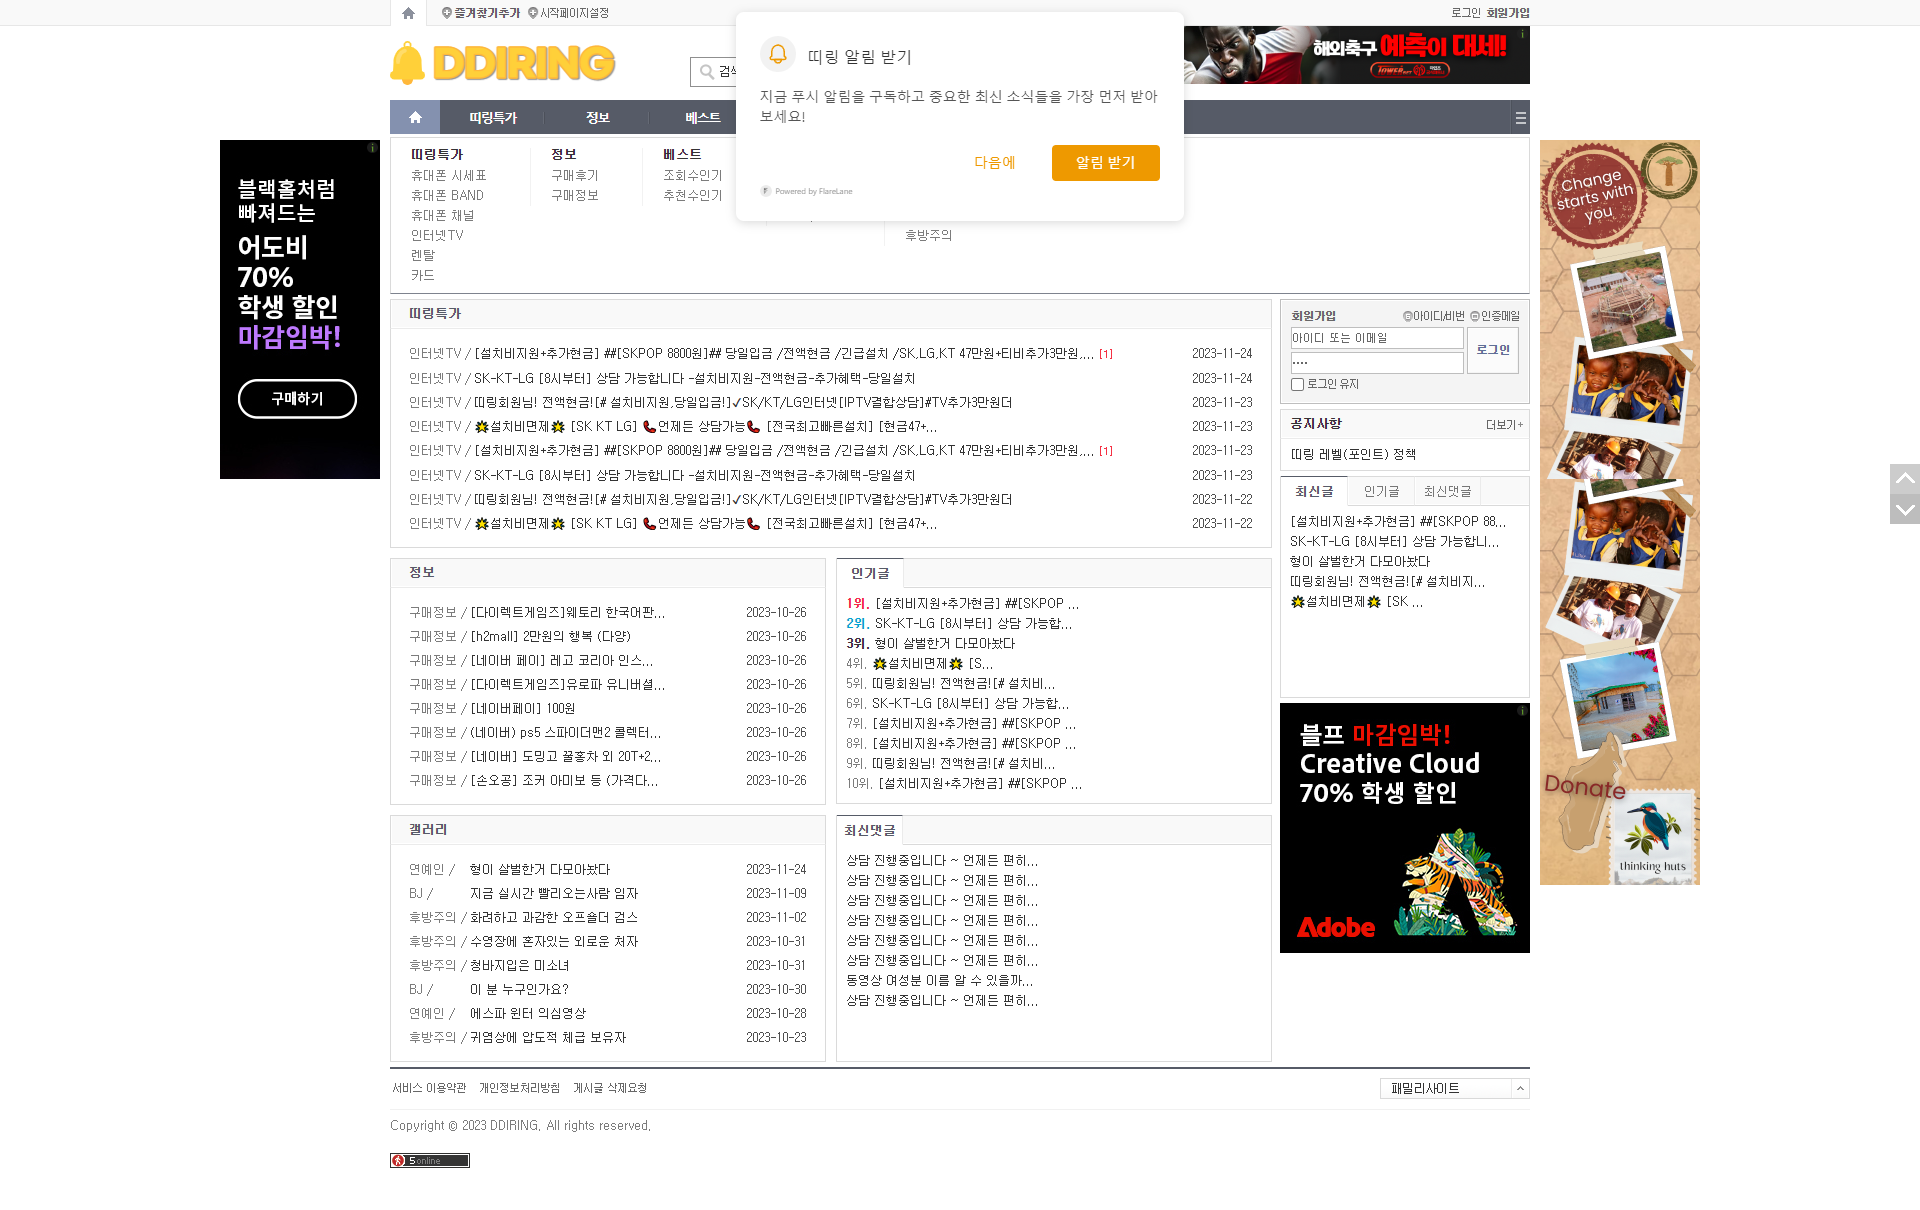 즐겨찾기추가 시작페이지설정
로그인 회원가입
DDIRING
검색
해외축구 예측이 대세!
띠링특가 정보 베스트
띠링 알림 받기
지금 푸시 알림을 구독하고 중요한 최신 소식들을 가장 먼저 받아
보세요!
다음에 알림 받기
Powered by FlareLane
띠링특가
휴대폰 시세표
휴대폰 BAND
휴대폰 채널
인터넷TV
렌탈
카드
정보
구매후기
구매정보
베스트
조회수인기
추천수인기
후방주의
블랙홀처럼
빠져드는
어도비
70%
학생 할인
마감임박!
구매하기
띠링특가
인터넷TV / [설치비지원+추가현금] ##[SKPOP 8800원]## 당일입금 /전액현금 /긴급설치 /SK,LG,KT 47만원+티비추가3만원.... [1] 2023-11-24
인터넷TV / SK-KT-LG [8시부터] 상담 가능합니다 -설치비지원-전액현금-추가혜택-당일설치 2023-11-24
인터넷TV / 띠링회원님! 전액현금![# 설치비지원,당일입금!]✓SK/KT/LG인터넷[IPTV결합상담]#TV추가3만원더 2023-11-23
인터넷TV / 💥설치비면제💥 [SK KT LG] 📞언제든 상담가능📞 [전국최고빠른설치] [현금47+... 2023-11-23
인터넷TV / [설치비지원+추가현금] ##[SKPOP 8800원]## 당일입금 /전액현금 /긴급설치 /SK,LG,KT 47만원+티비추가3만원.... [1] 2023-11-23
인터넷TV / SK-KT-LG [8시부터] 상담 가능합니다 -설치비지원-전액현금-추가혜택-당일설치 2023-11-23
인터넷TV / 띠링회원님! 전액현금![# 설치비지원,당일입금!]✓SK/KT/LG인터넷[IPTV결합상담]#TV추가3만원더 2023-11-22
인터넷TV / 💥설치비면제💥 [SK KT LG] 📞언제든 상담가능📞 [전국최고빠른설치] [현금47+... 2023-11-22
회원가입 아이디/비번 인증메일
아이디 또는 이메일
••••
로그인
로그인 유지
공지사항 더보기+
띠링 레벨(포인트) 정책
최신글 인기글 최신댓글
[설치비지원+추가현금] ##[SKPOP 88...
SK-KT-LG [8시부터] 상담 가능합니...
형이 살벌한거 다모아놨다
띠링회원님! 전액현금![# 설치비지...
💥설치비면제💥 [SK ...
정보
구매정보 / [다이렉트게임즈]웨토리 한국어판... 2023-10-26
구매정보 / [h2mall] 2만원의 행복 (다양) 2023-10-26
구매정보 / [네이버 페이] 레고 코리아 인스... 2023-10-26
구매정보 / [다이렉트게임즈]유로파 유니버셜... 2023-10-26
구매정보 / [네이버페이] 100원 2023-10-26
구매정보 / (네이버) ps5 스파이더맨2 콜렉터... 2023-10-26
구매정보 / [네이버] 도밍고 꿀홍차 외 20T+2... 2023-10-26
구매정보 / [손오공] 조커 아미보 등 (가격다... 2023-10-26
인기글
1위. [설치비지원+추가현금] ##[SKPOP ...
2위. SK-KT-LG [8시부터] 상담 가능합...
3위. 형이 살벌한거 다모아놨다
4위. 💥설치비면제💥 [S...
5위. 띠링회원님! 전액현금![# 설치비...
6위. SK-KT-LG [8시부터] 상담 가능합...
7위. [설치비지원+추가현금] ##[SKPOP ...
8위. [설치비지원+추가현금] ##[SKPOP ...
9위. 띠링회원님! 전액현금![# 설치비...
10위. [설치비지원+추가현금] ##[SKPOP ...
갤러리
연예인 / 형이 살벌한거 다모아놨다 2023-11-24
BJ / 지금 실시간 빨리오는사람 임자 2023-11-09
후방주의 / 화려하고 과감한 오프숄더 검스 2023-11-02
후방주의 / 수영장에 혼자있는 외로운 처자 2023-10-31
후방주의 / 청바지입은 미소녀 2023-10-31
BJ / 이 분 누구인가요? 2023-10-30
연예인 / 에스파 윈터 의심영상 2023-10-28
후방주의 / 귀염상에 압도적 체급 보유자 2023-10-23
최신댓글
상담 진행중입니다 ~ 언제든 편히...
상담 진행중입니다 ~ 언제든 편히...
상담 진행중입니다 ~ 언제든 편히...
상담 진행중입니다 ~ 언제든 편히...
상담 진행중입니다 ~ 언제든 편히...
상담 진행중입니다 ~ 언제든 편히...
동영상 여성분 이름 알 수 있을까...
상담 진행중입니다 ~ 언제든 편히...
블프 마감임박!
Creative Cloud
70% 학생 할인
Adobe
Change
starts with
you
Donate
thinking huts
서비스 이용약관 개인정보처리방침 게시글 삭제요청
패밀리사이트
Copyright © 2023 DDIRING. All rights reserved.
5 online